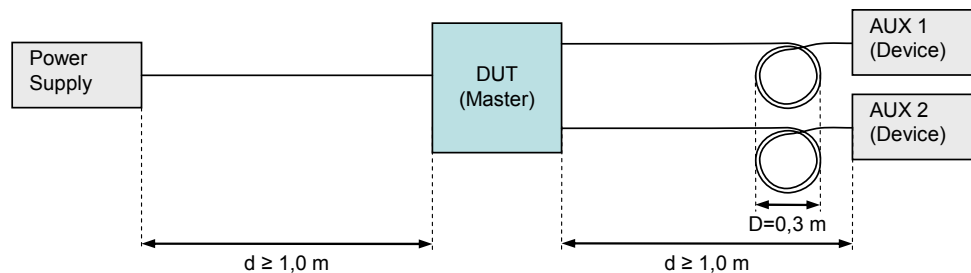 Power
Supply
DUT
(Master)
AUX 1
(Device)
AUX 2
(Device)
D=0,3 m
d ≥ 1,0 m
d ≥ 1,0 m